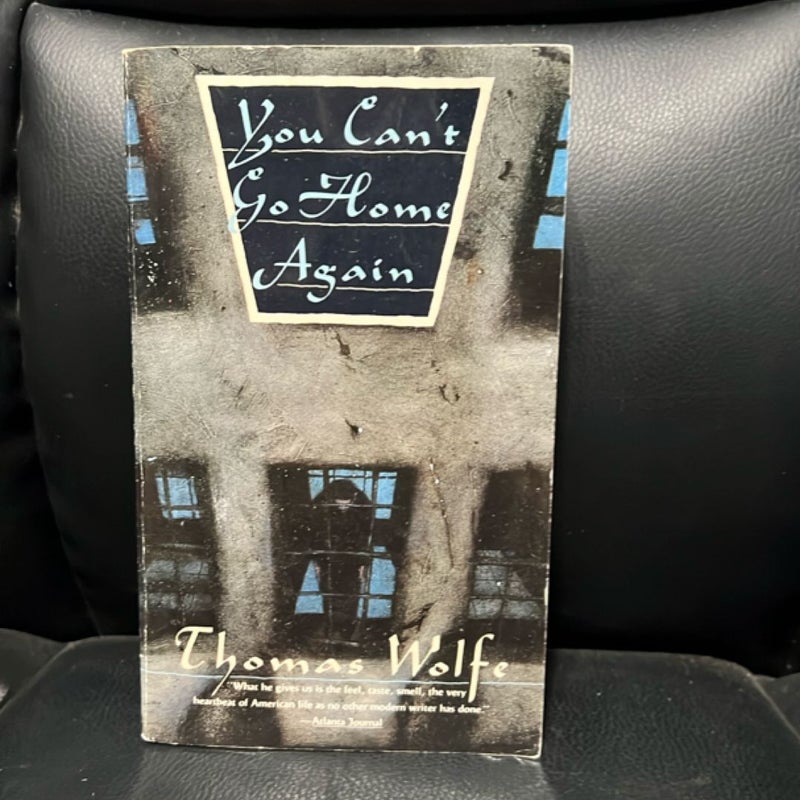 You Can't
Go Home
Again
Thomas Wolfe
"What he gives us is the feel, taste, smell, the very
heartbeat of American life as no other modern writer has done."
—Atlanta Journal